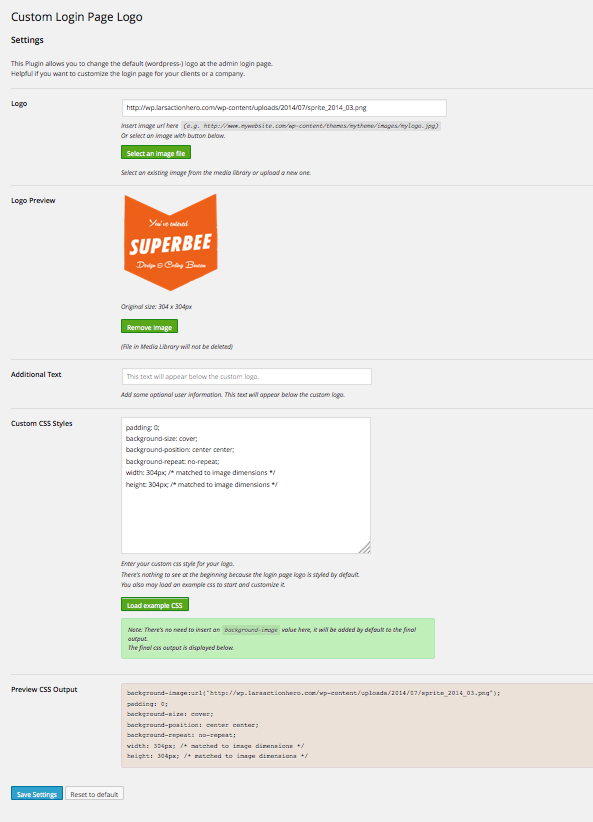 Custom Login Page Logo
Settings
This Plugin allows you to change the default (wordpress-) logo at the admin login page.
Helpful if you want to customize the login page for your clients or a company.
Logo
http://wp.larsactionhero.com/wp-content/uploads/2014/07/sprite_2014_03.png
Insert image url here (e.g. http://www.mywebsite.com/wp-content/themes/mytheme/images/mylogo.jpg)
Or select an image with button below.
Select an image file
Select an existing image from the media library or upload a new one.
Logo Preview
You've entered
SUPERBEE
Design & Coding Bureau
Original size: 304 x 304px
Remove image
(File in Media Library will not be deleted)
Additional Text
This text will appear below the custom logo.
Add some optional user information. This text will appear below the custom logo.
Custom CSS Styles
padding: 0;
background-size: cover;
background-position: center center;
background-repeat: no-repeat;
width: 304px; /* matched to image dimensions */
height: 304px; /* matched to image dimensions */
Enter your custom css style for your logo.
There's nothing to see at the beginning because the login page logo is styled by default.
You also may load an example css to start and customize it.
Load example CSS
Note: There's no need to insert an background-image value here, it will be added by default to the final
output.
The final css output is displayed below.
Preview CSS Output
background-image:url("http://wp.larsactionhero.com/wp-content/uploads/2014/07/sprite_2014_03.png");
padding: 0;
background-size: cover;
background-position: center center;
background-repeat: no-repeat;
width: 304px; /* matched to image dimensions */
height: 304px; /* matched to image dimensions */
Save Settings
Reset to default